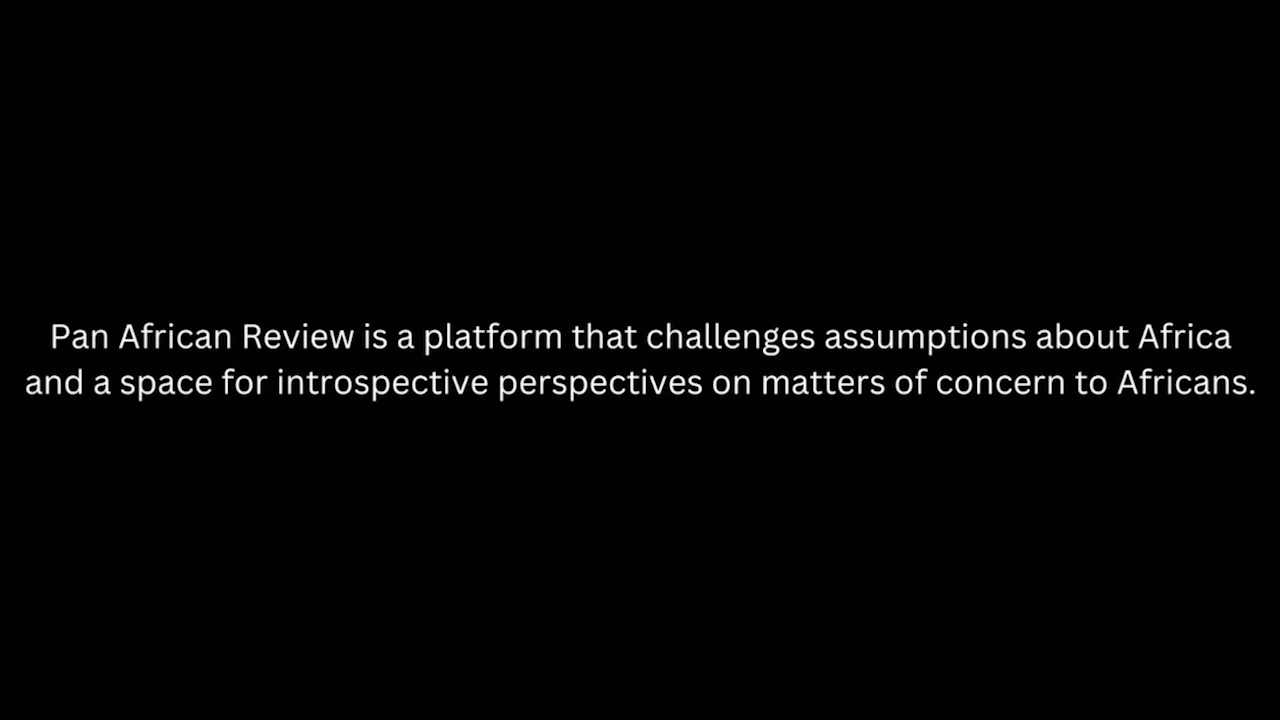 Pan African Review is a platform that challenges assumptions about Africa
and a space for introspective perspectives on matters of concern to Africans.